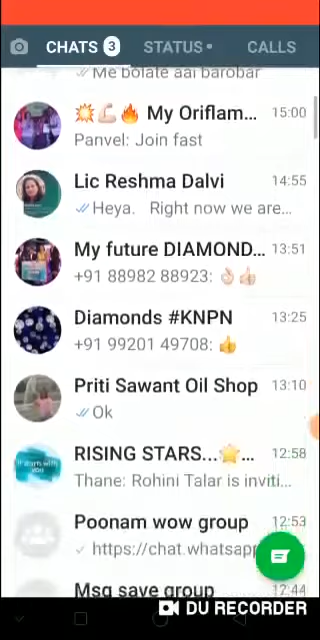 CHATS 3 STATUS • CALLS
Me bolate aai barobar
💥💪🏻🔥 My Oriflam... 15:00
Panvel: Join fast
Lic Reshma Dalvi 14:55
Heya. Right now we are...
My future DIAMOND... 13:51
+91 88982 88923: 👌🏻👍🏻
Diamonds #KNPN 13:25
+91 99201 49708: 👍
Priti Sawant Oil Shop 13:10
Ok
RISING STARS...🌟... 12:58
Thane: Rohini Talar is inviti...
Poonam wow group 12:53
https://chat.whatsapp
Msg save group 12:44
DU RECORDER